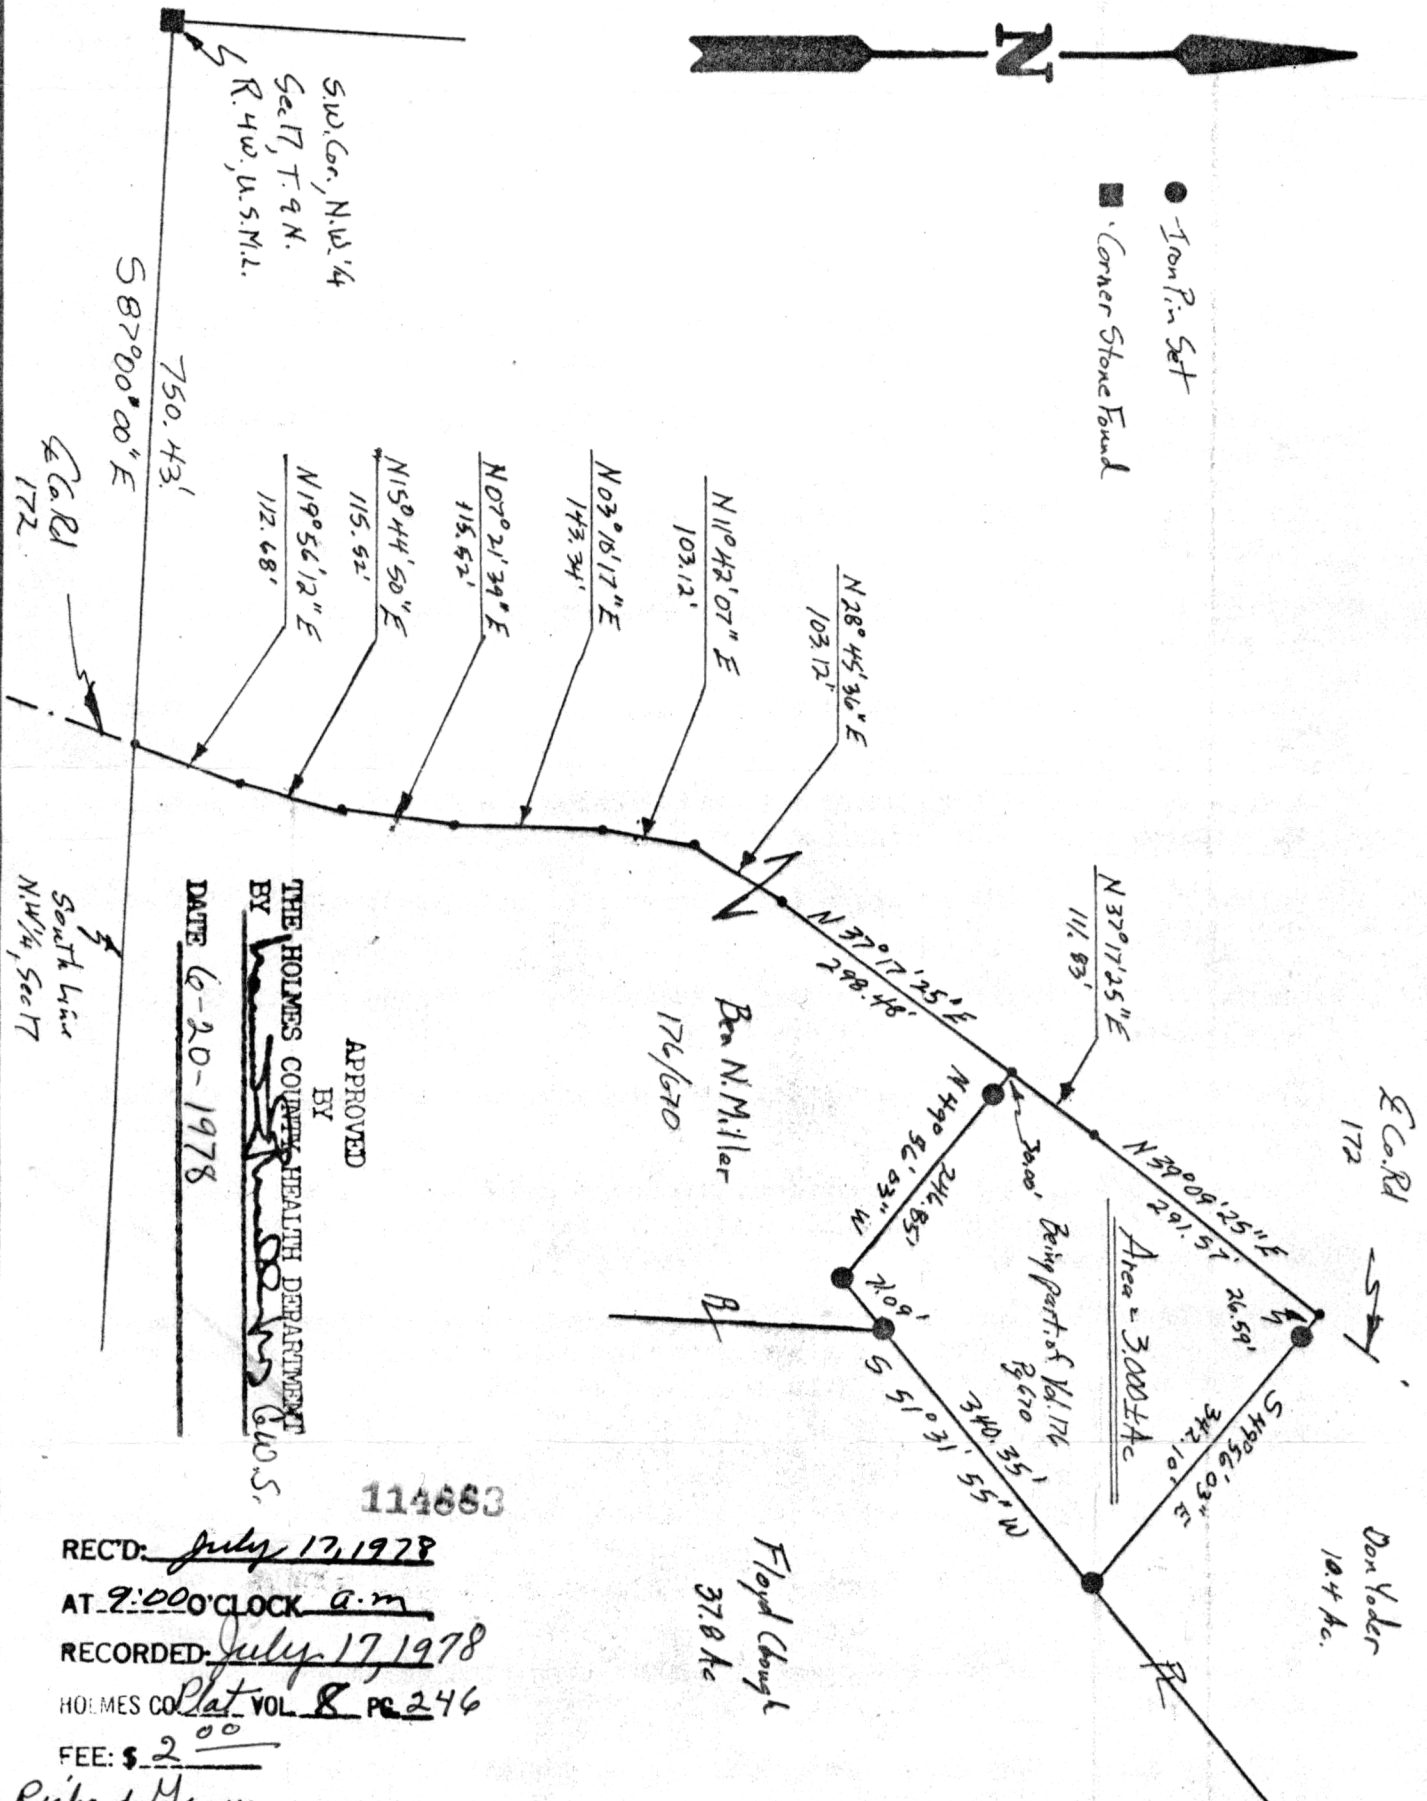 N
● - Iron Pin Set
■ - Corner Stone Found
S.W. Cor., N.W. 1/4
Sec 17, T. 9 N.
R. 4 W., U.S.M.L.
750.43'
S 87° 00' 00" E
℄ Co. Rd
172
N 19° 56' 12" E
112.68'
N 15° 44' 50" E
115.52'
N 07° 21' 39" E
115.52'
N 03° 18' 17" E
143.34'
N 11° 42' 07" E
103.12'
N 28° 45' 36" E
103.12'
N 37° 17' 25" E
298.48'
N 37° 17' 25" E
111.83'
N 39° 09' 25" E
291.57'
℄ Co. Rd
172
26.59'
S 49° 56' 03" E
342.10'
Don Yoder
10.4 Ac.
Area = 3.000± Ac
Being part of Vol. 176
Pg 670
30.00'
N 49° 56' 03" W
246.85'
71.09'
340.35'
S 51° 31' 55" W
PL
PL
Ben N. Miller
176/670
Floyd Clough
37.8 Ac
South Line
N.W. 1/4, Sec 17
APPROVED
BY
THE HOLMES COUNTY HEALTH DEPARTMENT
BY G.W.S.
DATE 6-20-1978
114883
REC'D: July 17, 1978
AT 9:00 O'CLOCK a.m
RECORDED: July 17, 1978
HOLMES CO. Plat VOL. 8 PG. 246
FEE: $ 2 00